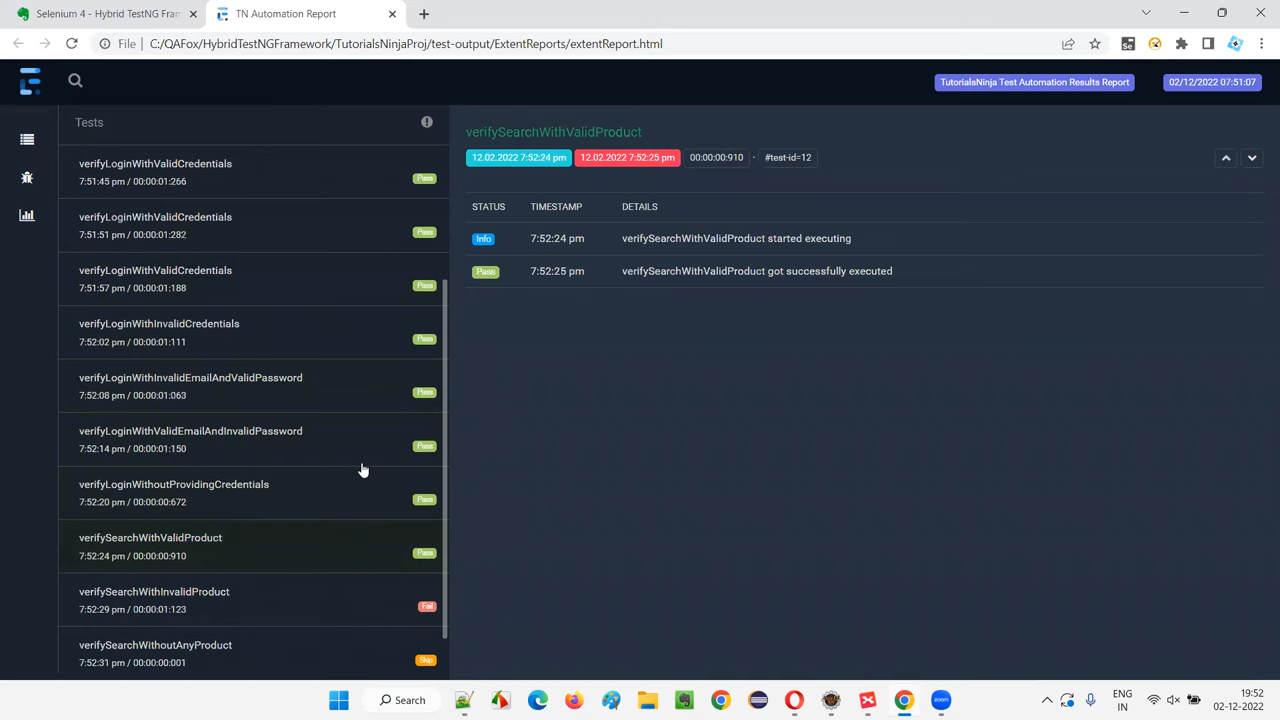 Selenium 4 - Hybrid TestNG Fran
TN Automation Report
File
C:/QAFox/HybridTestNGFramework/TutorialsNinjaProj/test-output/ExtentReports/extentReport.html
TutorialsNinja Test Automation Results Report
02/12/2022 07:51:07
Tests
verifyLoginWithValidCredentials
7:51:45 pm / 00:00:01:266
Pass
verifyLoginWithValidCredentials
7:51:51 pm / 00:00:01:282
Pass
verifyLoginWithValidCredentials
7:51:57 pm / 00:00:01:188
Pass
verifyLoginWithInvalidCredentials
7:52:02 pm / 00:00:01:111
Pass
verifyLoginWithInvalidEmailAndValidPassword
7:52:08 pm / 00:00:01:063
Pass
verifyLoginWithValidEmailAndInvalidPassword
7:52:14 pm / 00:00:01:150
Pass
verifyLoginWithoutProvidingCredentials
7:52:20 pm / 00:00:00:672
Pass
verifySearchWithValidProduct
7:52:24 pm / 00:00:00:910
Pass
verifySearchWithInvalidProduct
7:52:29 pm / 00:00:01:123
Fail
verifySearchWithoutAnyProduct
7:52:31 pm / 00:00:00:001
Skip
verifySearchWithValidProduct
12.02.2022 7:52:24 pm
12.02.2022 7:52:25 pm
00:00:00:910
· #test-id=12
STATUS TIMESTAMP DETAILS
Info 7:52:24 pm verifySearchWithValidProduct started executing
Pass 7:52:25 pm verifySearchWithValidProduct got successfully executed
Search
zoom
ENG
IN
19:52
02-12-2022